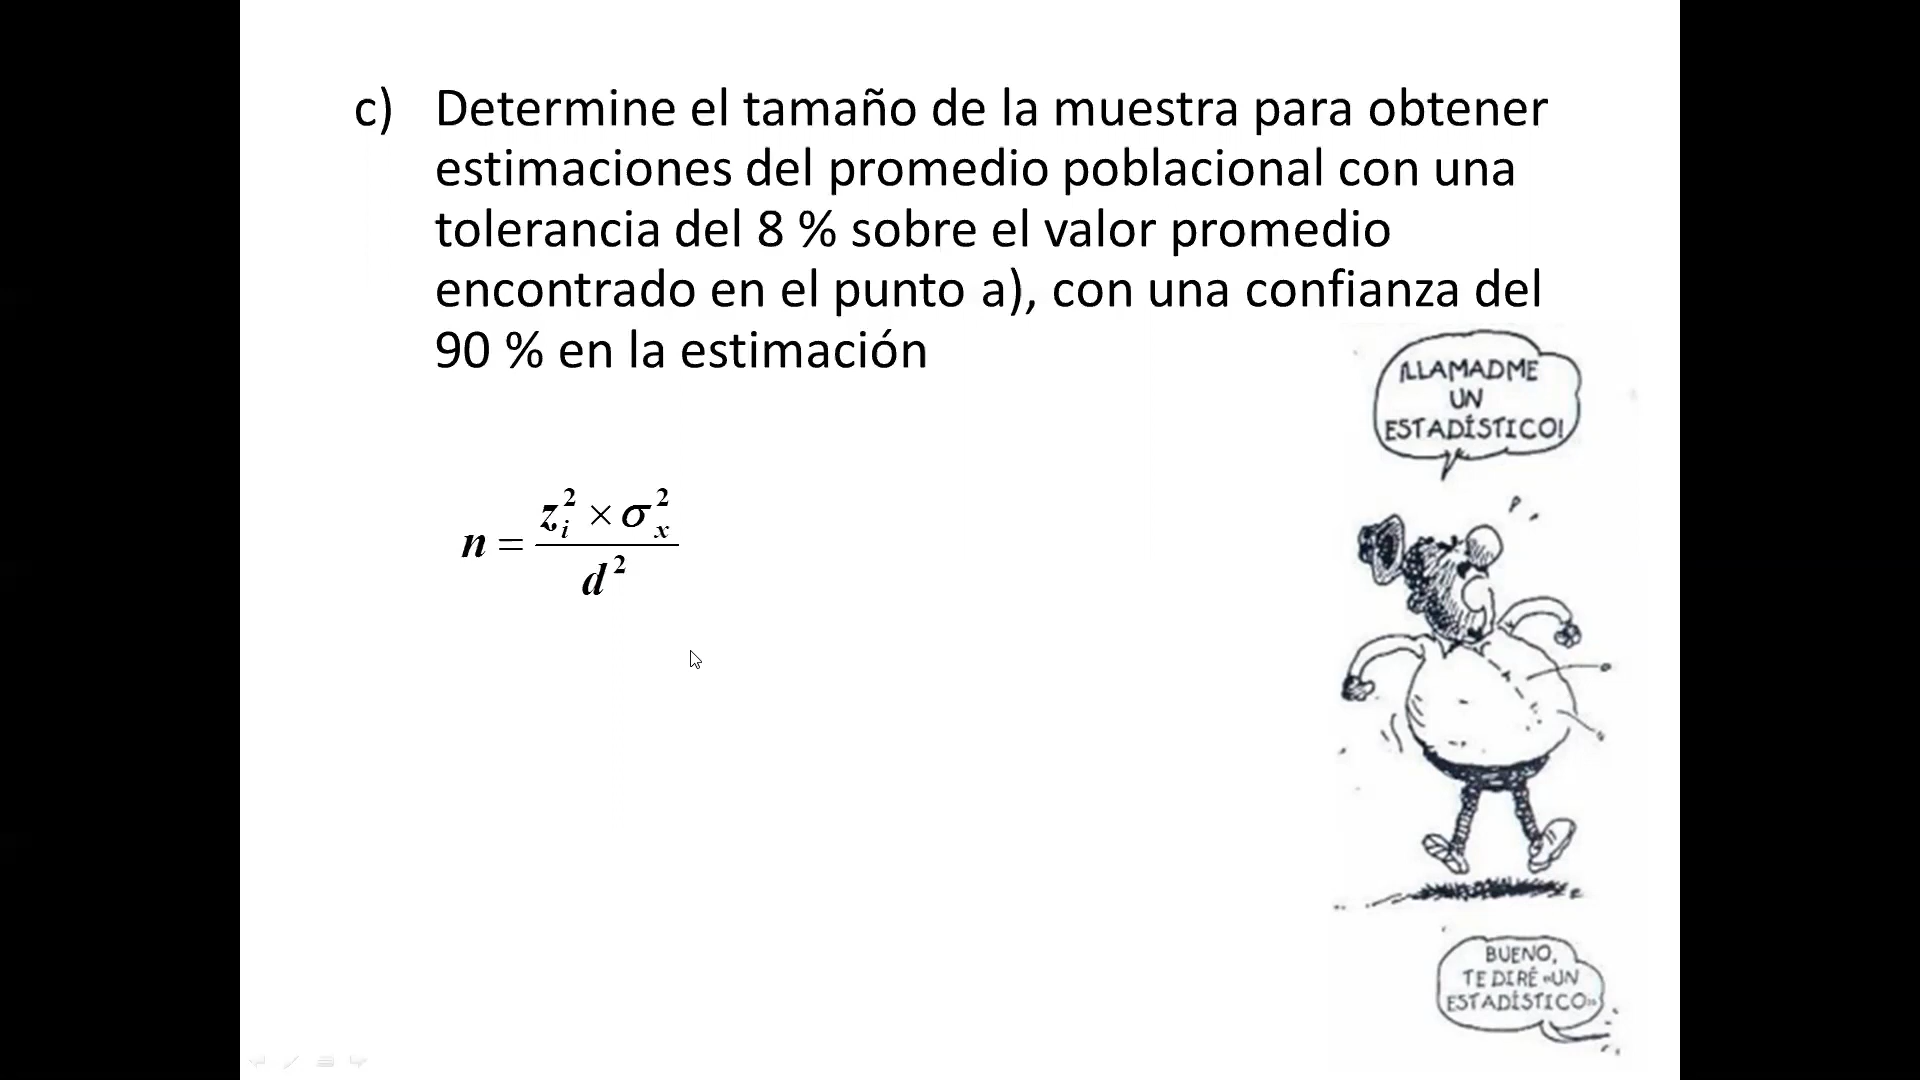 c) Determine el tamaño de la muestra para obtener
estimaciones del promedio poblacional con una
tolerancia del 8 % sobre el valor promedio
encontrado en el punto a), con una confianza del
90 % en la estimación
¡LLAMADME
UN
ESTADÍSTICO!
n = \frac{z_i^2 × σ_x^2}{d^2}
BUENO,
TE DIRÉ «UN
ESTADÍSTICO»